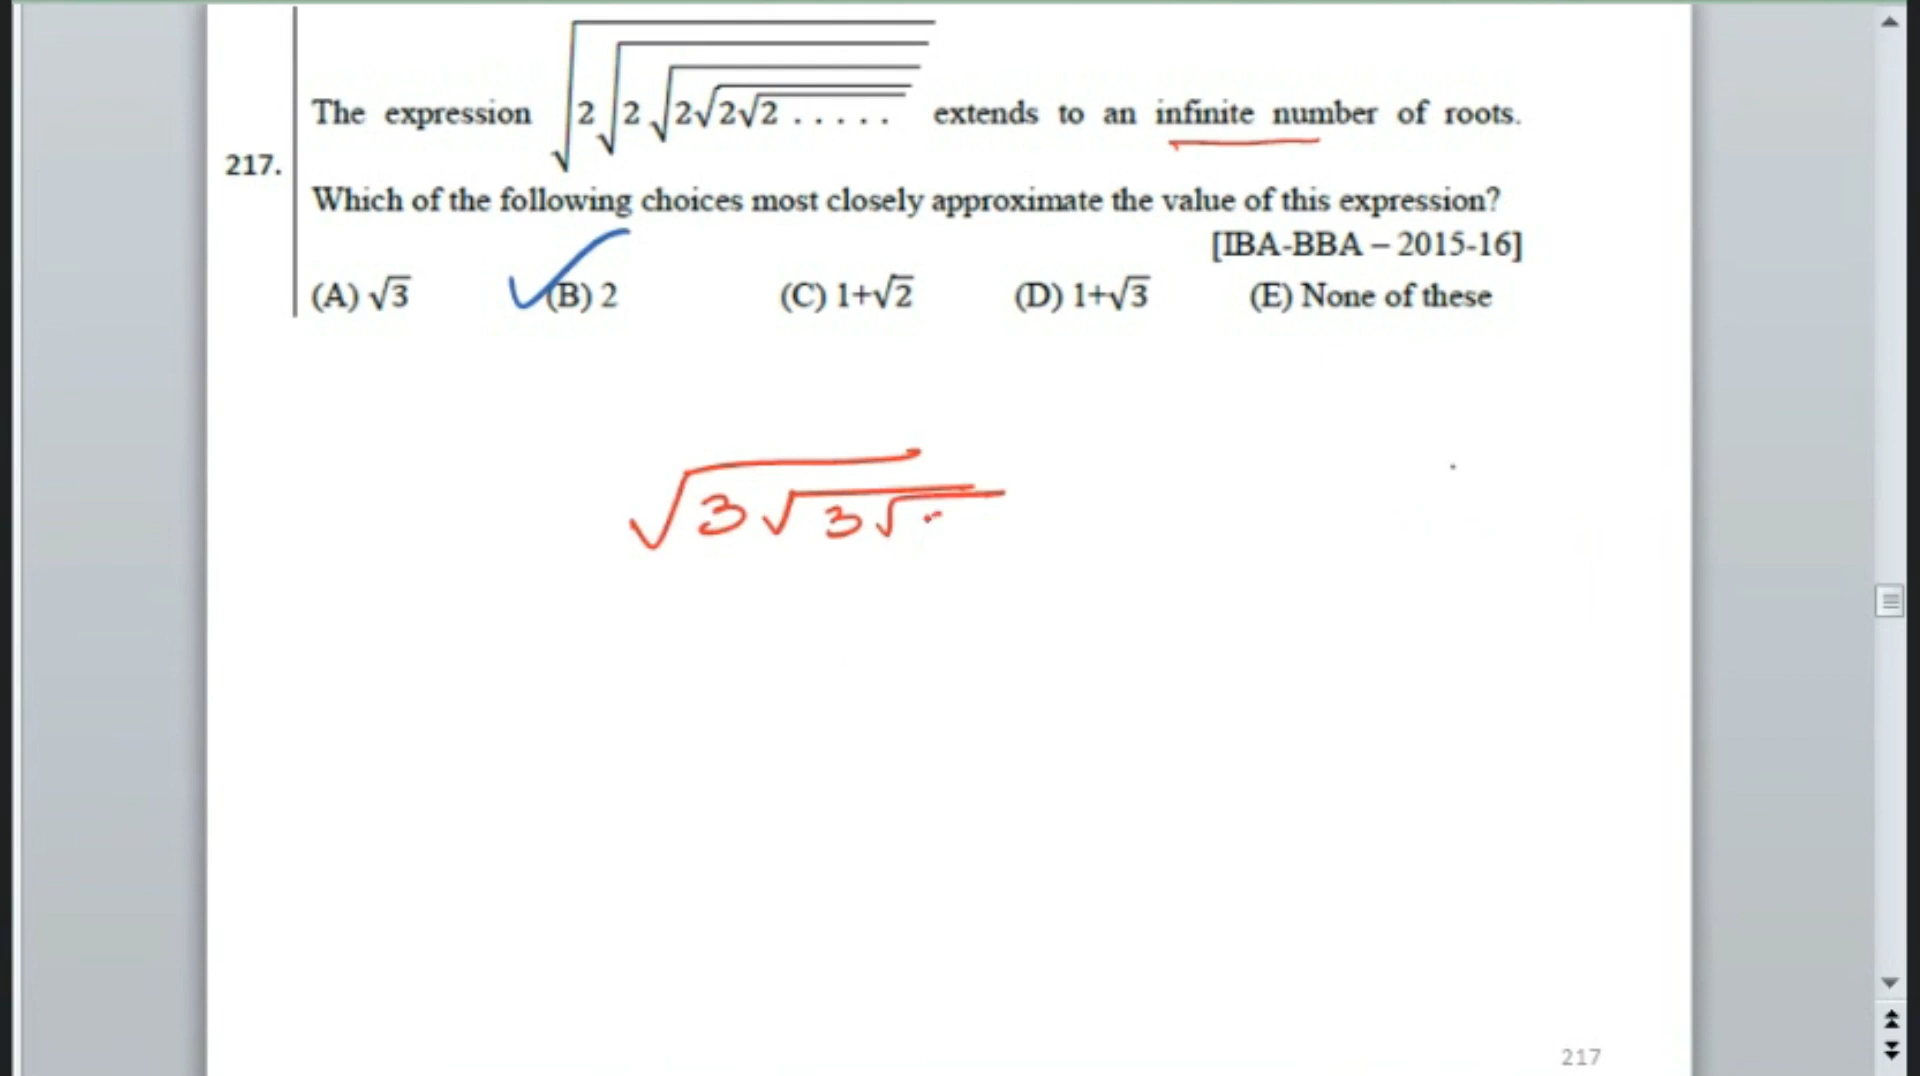 The expression √2√2√2√2√2 . . . . . extends to an infinite number of roots.
217.
Which of the following choices most closely approximate the value of this expression?
[IBA-BBA – 2015-16]
(A) √3 (B) 2 (C) 1+√2 (D) 1+√3 (E) None of these
√3√3√
217